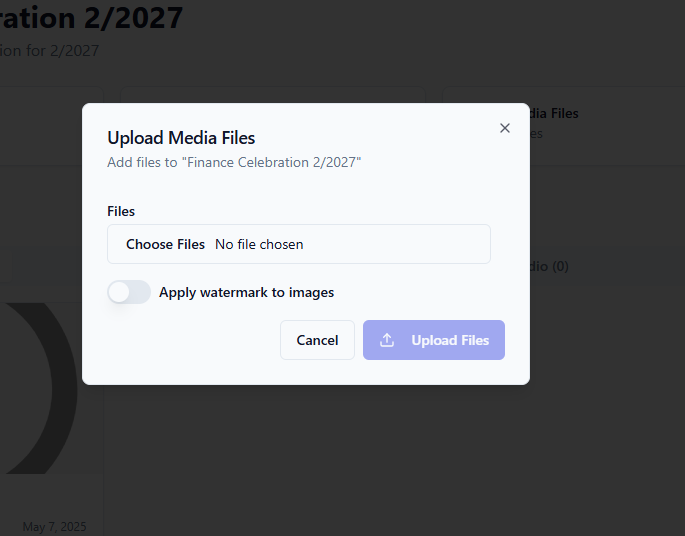 ration 2/2027
ion for 2/2027
dia Files
es
Upload Media Files
Add files to "Finance Celebration 2/2027"
Files
Choose Files No file chosen
dio (0)
Apply watermark to images
Cancel
Upload Files
May 7, 2025